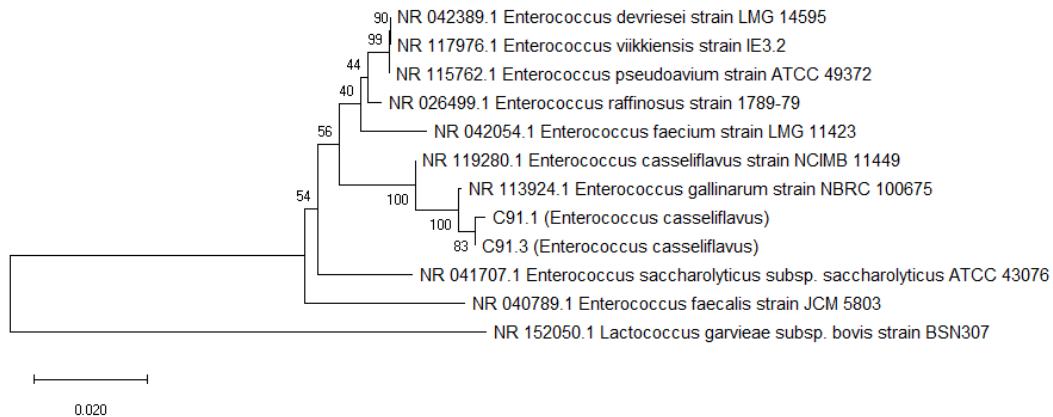 90
NR 042389.1 Enterococcus devriesei strain LMG 14595
99
NR 117976.1 Enterococcus viikkiensis strain IE3.2
44
NR 115762.1 Enterococcus pseudoavium strain ATCC 49372
40
NR 026499.1 Enterococcus raffinosus strain 1789-79
56
NR 042054.1 Enterococcus faecium strain LMG 11423
NR 119280.1 Enterococcus casseliflavus strain NCIMB 11449
100
NR 113924.1 Enterococcus gallinarum strain NBRC 100675
54
100
C91.1 (Enterococcus casseliflavus)
83
C91.3 (Enterococcus casseliflavus)
NR 041707.1 Enterococcus saccharolyticus subsp. saccharolyticus ATCC 43076
NR 040789.1 Enterococcus faecalis strain JCM 5803
NR 152050.1 Lactococcus garvieae subsp. bovis strain BSN307
0.020